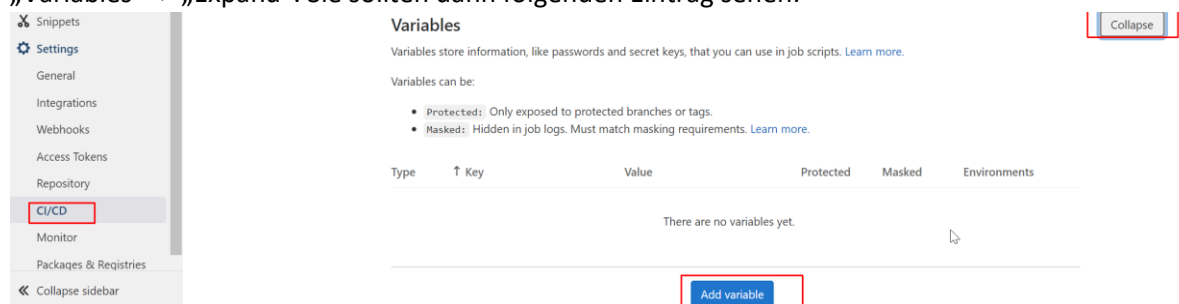 „Variables“ -> „Expand“Sie sollten dann folgenden Eintrag sehen:
Snippets
Settings
General
Integrations
Webhooks
Access Tokens
Repository
CI/CD
Monitor
Packages & Registries
Collapse sidebar
Variables
Collapse
Variables store information, like passwords and secret keys, that you can use in job scripts. Learn more.
Variables can be:
Protected: Only exposed to protected branches or tags.
Masked: Hidden in job logs. Must match masking requirements. Learn more.
Type ↑ Key Value Protected Masked Environments
There are no variables yet.
Add variable